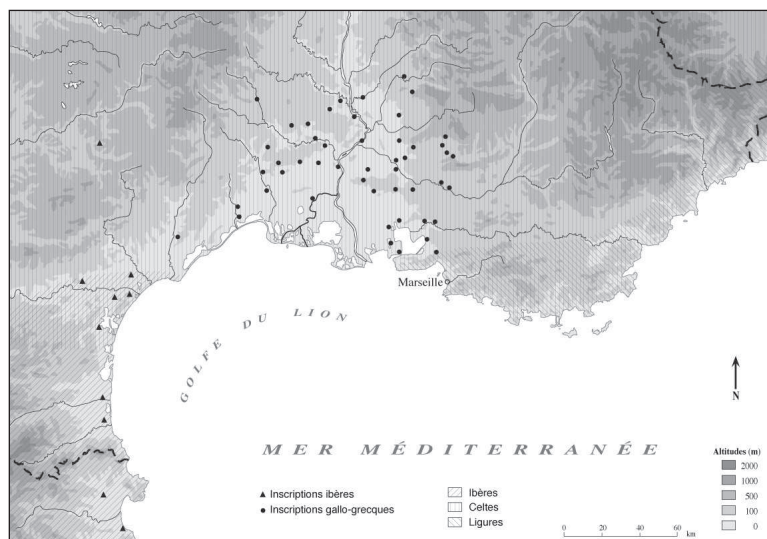 Marseille
GOLFE DU LION
N
MER MÉDITERRANÉE
Altitudes (m)
2000
1000
500
100
0
Inscriptions ibères
Inscriptions gallo-grecques
Ibères
Celtes
Ligures
0 20 40 60
km